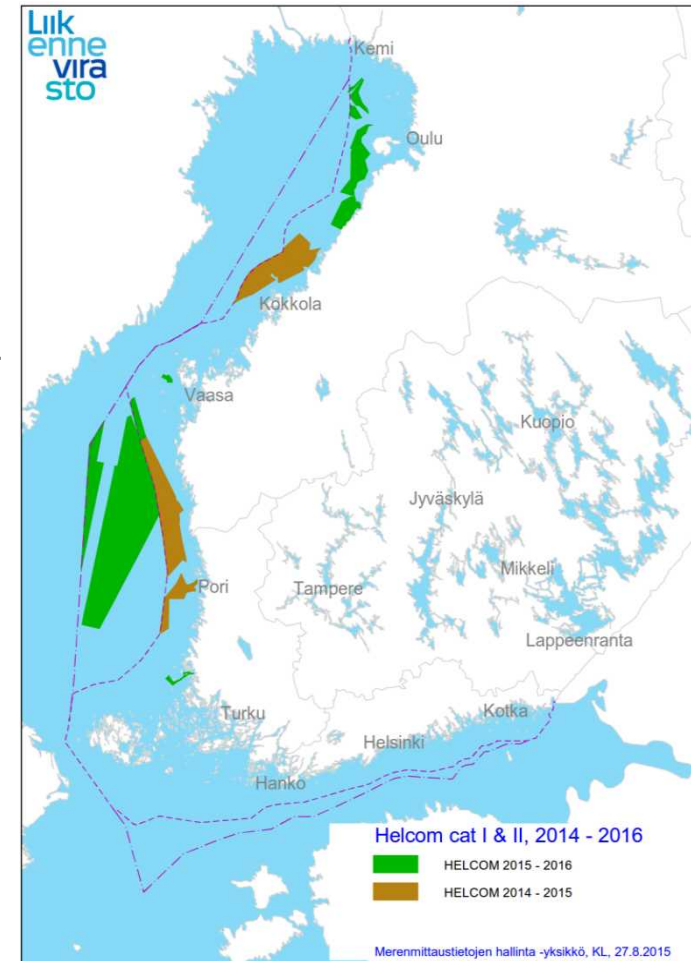 Liik
enne
vira
sto
Kemi
Oulu
Kokkola
Vaasa
Kuopio
Jyväskylä
Mikkeli
Pori
Tampere
Lappeenranta
Turku
Kotka
Helsinki
Hanko
Helcom cat I & II, 2014 - 2016
HELCOM 2015 - 2016
HELCOM 2014 - 2015
Merenmittaustietojen hallinta -yksikkö, KL, 27.8.2015